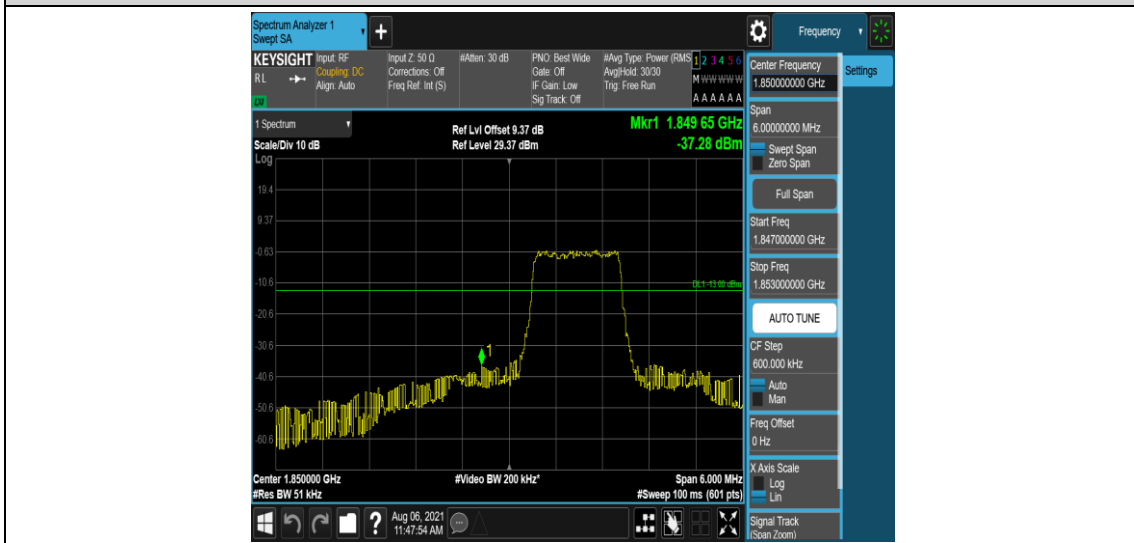 Spectrum Analyzer 1
Swept SA
Frequency
KEYSIGHT
RL
Input: RF
Coupling: DC
Align: Auto
Input Z: 50 Ω
Corrections: Off
Freq Ref: Int (S)
#Atten: 30 dB
PNO: Best Wide
Gate: Off
IF Gain: Low
Sig Track: Off
#Avg Type: Power (RMS
Avg|Hold: 30/30
Trig: Free Run
1 2 3 4 5 6
M W W W W W
A A A A A A
1 Spectrum
Scale/Div 10 dB
Ref Lvl Offset 9.37 dB
Ref Level 29.37 dBm
Mkr1 1.849 65 GHz
-37.28 dBm
Log
19.4
9.37
-0.63
-10.6
-20.6
-30.6
-40.6
-50.6
-60.6
DL1 -13.00 dBm
1
Center 1.850000 GHz
#Res BW 51 kHz
#Video BW 200 kHz*
Span 6.000 MHz
#Sweep 100 ms (601 pts)
Center Frequency
1.850000000 GHz
Settings
Span
6.00000000 MHz
Swept Span
Zero Span
Full Span
Start Freq
1.847000000 GHz
Stop Freq
1.853000000 GHz
AUTO TUNE
CF Step
600.000 kHz
Auto
Man
Freq Offset
0 Hz
X Axis Scale
Log
Lin
Signal Track
(Span Zoom)
?
Aug 06, 2021
11:47:54 AM